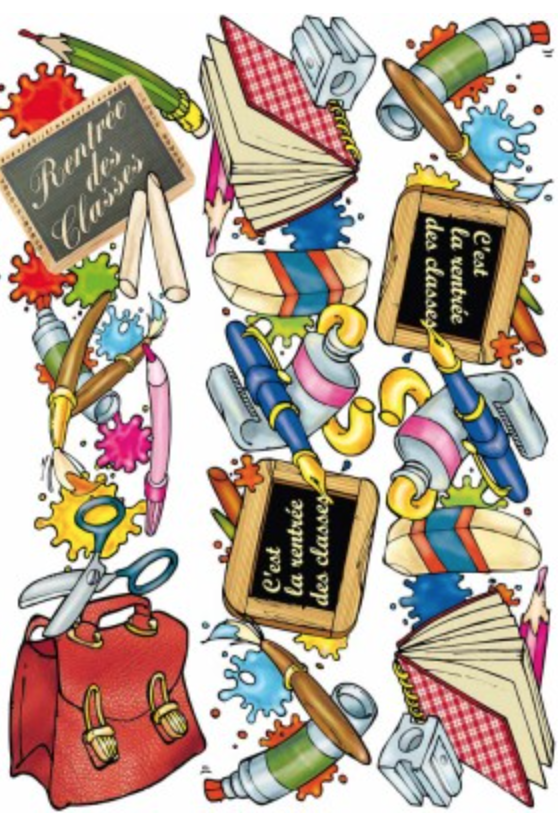 Rentrée
des
Classes
C'est
la rentrée
des classes
C'est
la rentrée
des classes